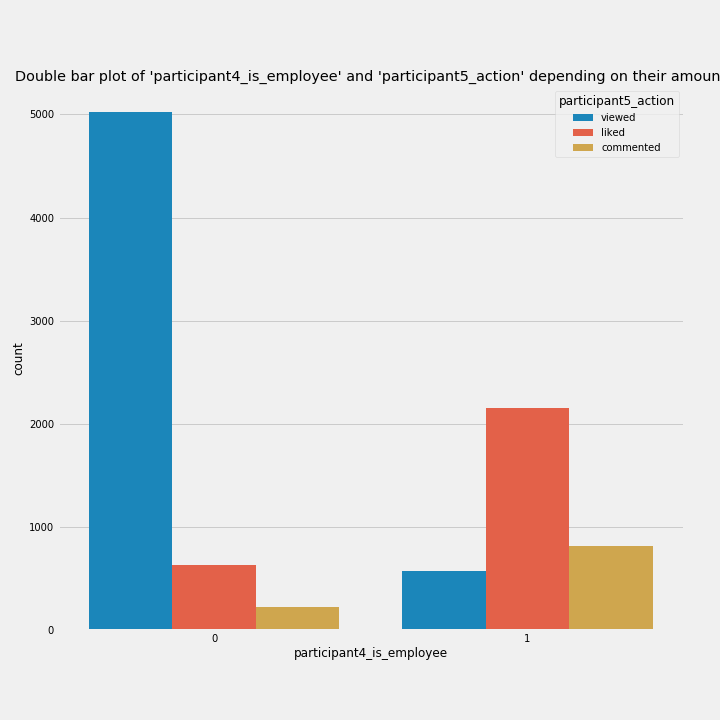 Double bar plot of 'participant4_is_employee' and 'participant5_action' depending on their amoun
participant5_action
viewed
liked
commented
5000
4000
3000
2000
1000
0
count
0 1
participant4_is_employee